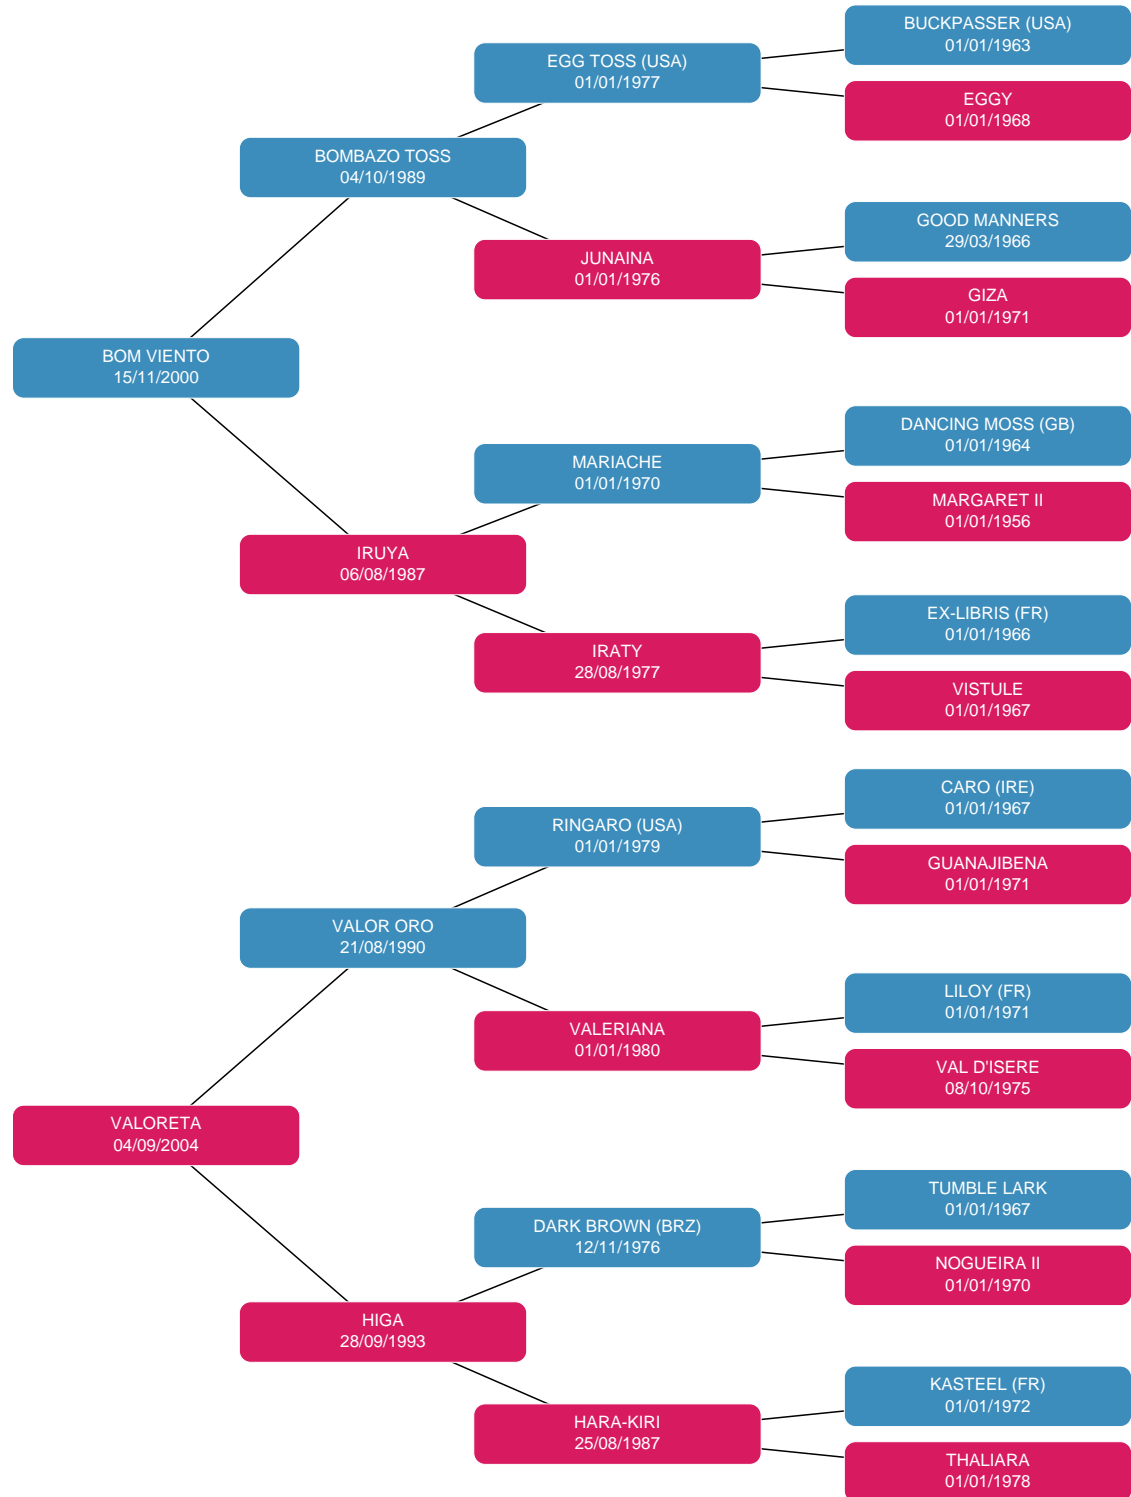 BUCKPASSER (USA)
01/01/1963
EGG TOSS (USA)
01/01/1977
EGGY
01/01/1968
BOMBAZO TOSS
04/10/1989
GOOD MANNERS
29/03/1966
JUNAINA
01/01/1976
GIZA
01/01/1971
BOM VIENTO
15/11/2000
DANCING MOSS (GB)
01/01/1964
MARIACHE
01/01/1970
MARGARET II
01/01/1956
IRUYA
06/08/1987
EX-LIBRIS (FR)
01/01/1966
IRATY
28/08/1977
VISTULE
01/01/1967
CARO (IRE)
01/01/1967
RINGARO (USA)
01/01/1979
GUANAJIBENA
01/01/1971
VALOR ORO
21/08/1990
LILOY (FR)
01/01/1971
VALERIANA
01/01/1980
VAL D'ISERE
08/10/1975
VALORETA
04/09/2004
TUMBLE LARK
01/01/1967
DARK BROWN (BRZ)
12/11/1976
NOGUEIRA II
01/01/1970
HIGA
28/09/1993
KASTEEL (FR)
01/01/1972
HARA-KIRI
25/08/1987
THALIARA
01/01/1978